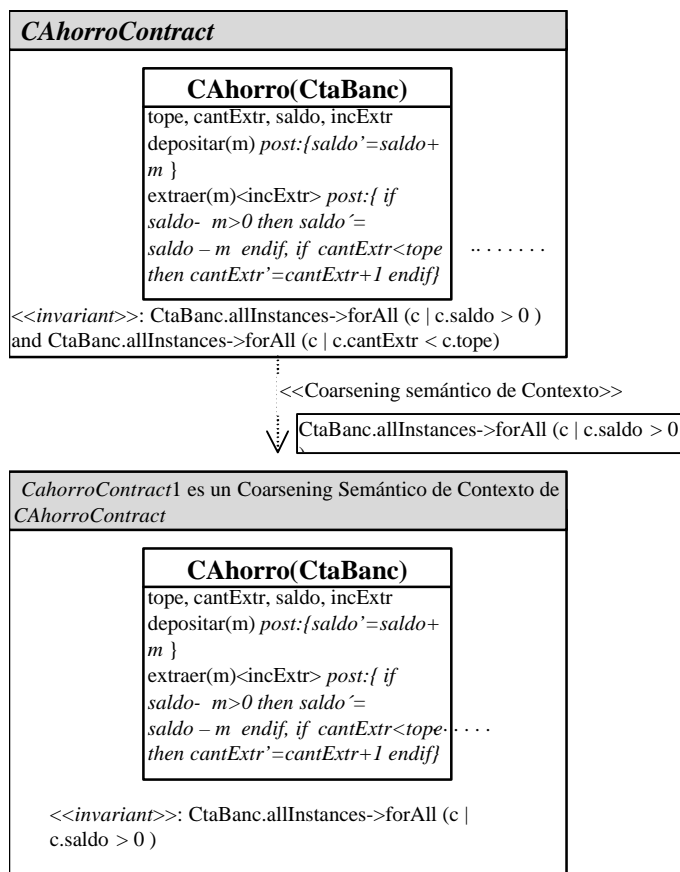 CAhorroContract
CAhorro(CtaBanc)
tope, cantExtr, saldo, incExtr
depositar(m) post:{saldo’=saldo+
m }
extraer(m)<incExtr> post:{ if
saldo- m>0 then saldo´=
saldo – m endif, if cantExtr<tope
then cantExtr’=cantExtr+1 endif}
.. . . . . . .
<<invariant>>: CtaBanc.allInstances->forAll (c | c.saldo > 0 )
and CtaBanc.allInstances->forAll (c | c.cantExtr < c.tope)
<<Coarsening semántico de Contexto>>
CtaBanc.allInstances->forAll (c | c.saldo > 0
)
CahorroContract1 es un Coarsening Semántico de Contexto de
CAhorroContract
CAhorro(CtaBanc)
tope, cantExtr, saldo, incExtr
depositar(m) post:{saldo’=saldo+
m }
extraer(m)<incExtr> post:{ if
saldo- m>0 then saldo´=
saldo – m endif, if cantExtr<tope. . . . .
then cantExtr’=cantExtr+1 endif}
<<invariant>>: CtaBanc.allInstances->forAll (c |
c.saldo > 0 )